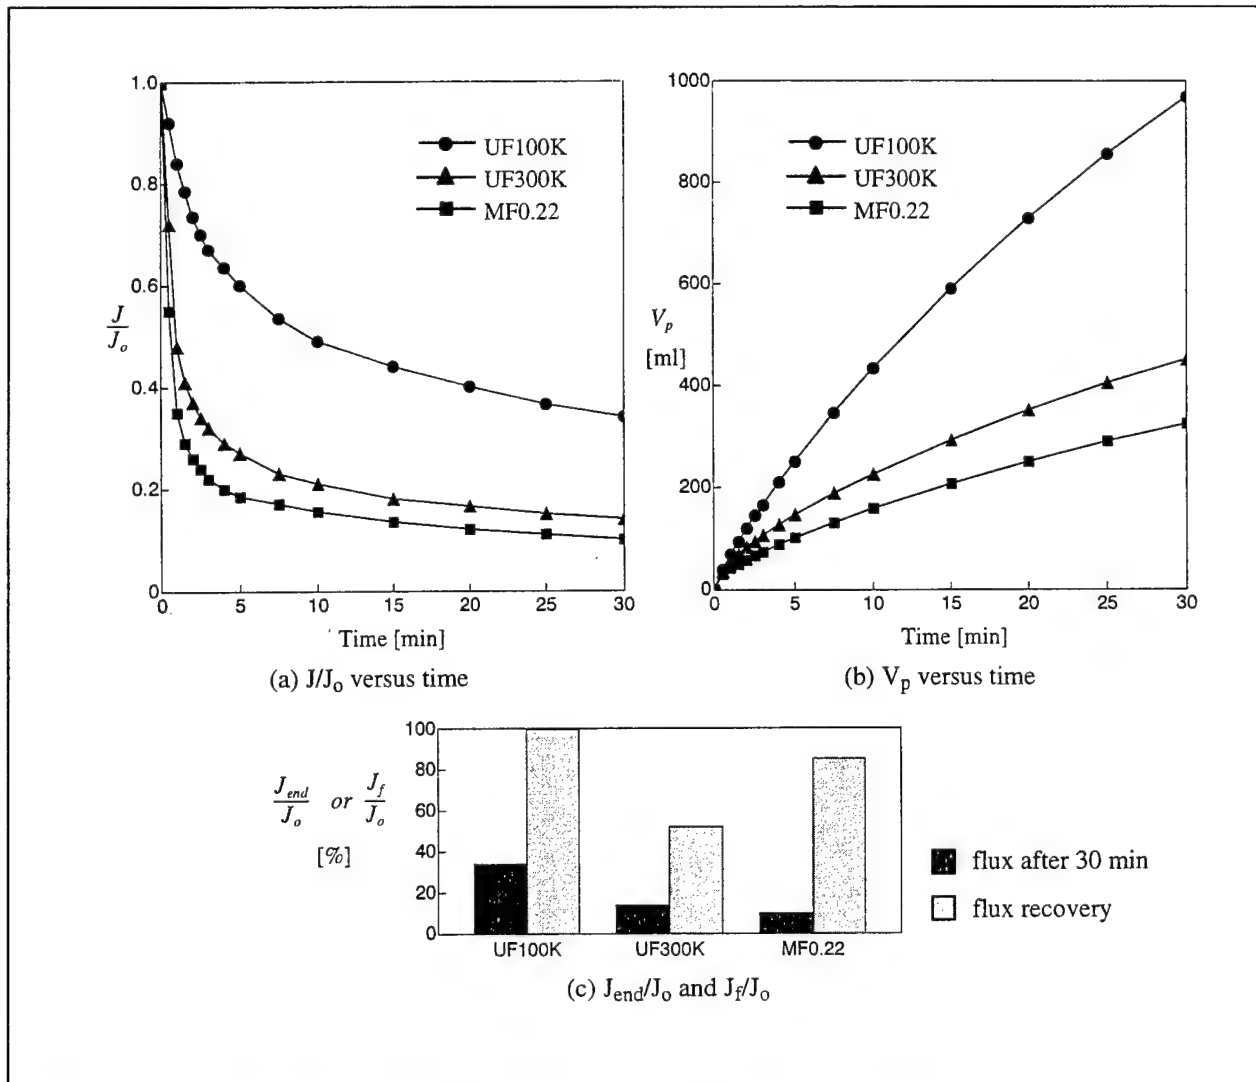 1.0
0.8
0.6
0.4
0.2
0
J
J_o
UF100K
UF300K
MF0.22
0 5 10 15 20 25 30
Time [min]
(a) J/J_o versus time
1000
800
600
400
200
0
V_p
[ml]
UF100K
UF300K
MF0.22
0 5 10 15 20 25 30
Time [min]
(b) V_p versus time
100
80
60
40
20
0
J_end/J_o or J_f/J_o
[%]
UF100K UF300K MF0.22
flux after 30 min
flux recovery
(c) J_end/J_o and J_f/J_o